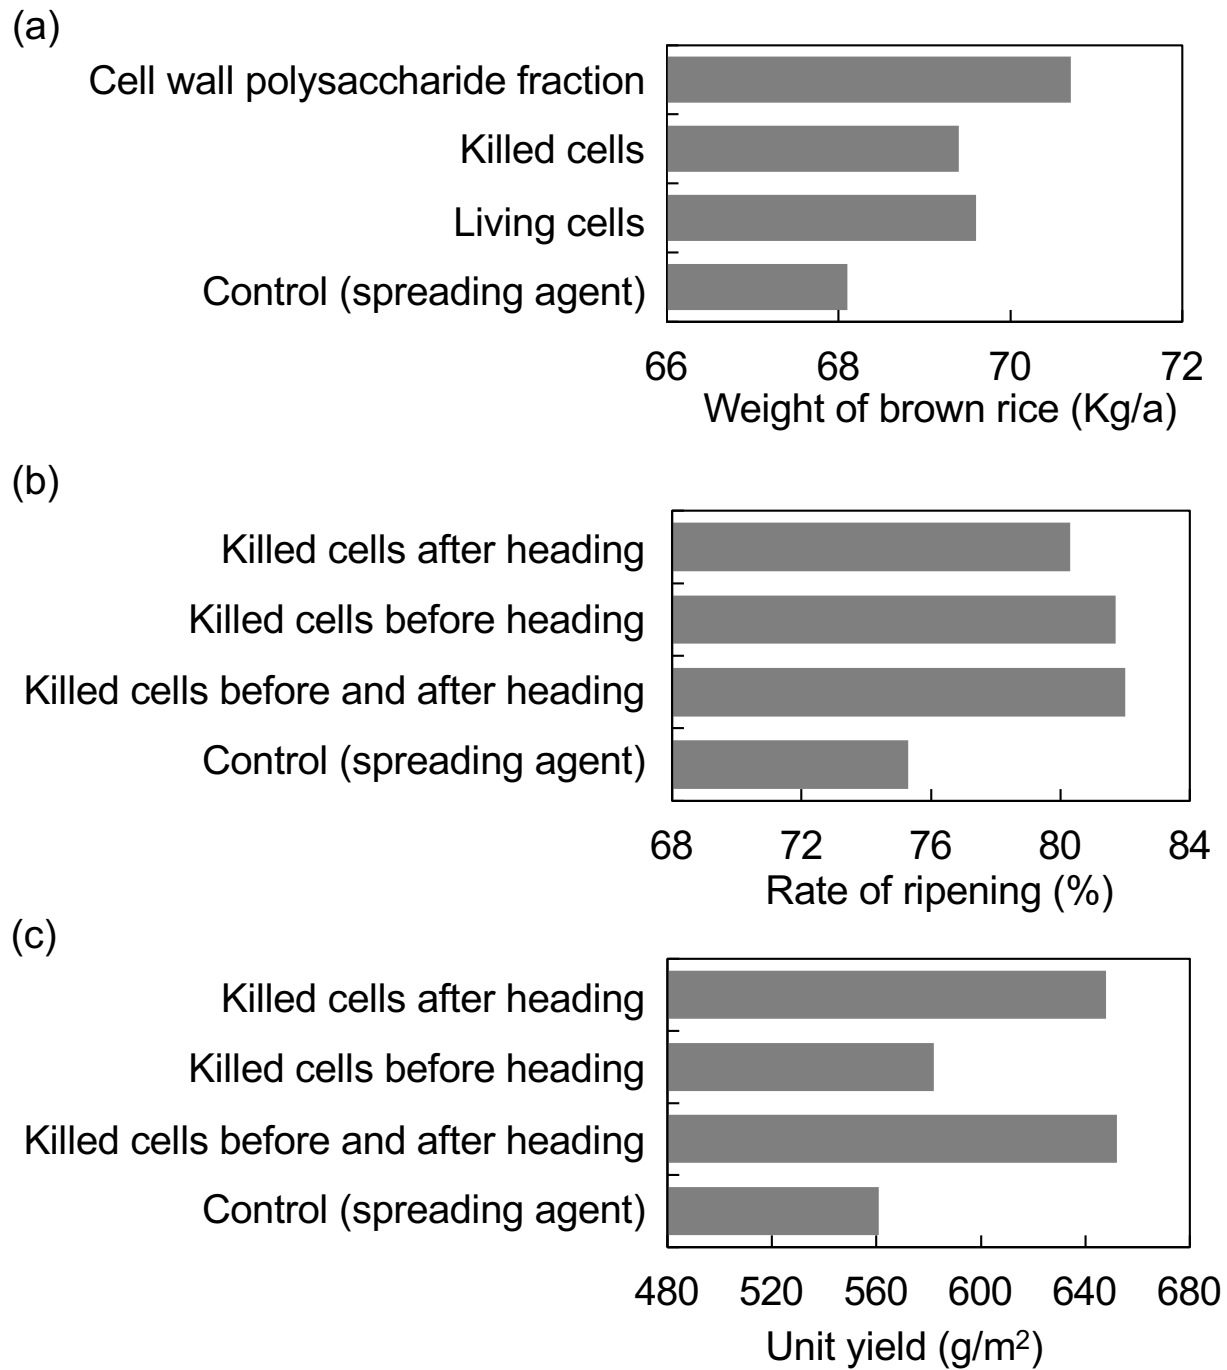 (a)
Cell wall polysaccharide fraction
Killed cells
Living cells
Control (spreading agent)
66 68 70 72
Weight of brown rice (Kg/a)
(b)
Killed cells after heading
Killed cells before heading
Killed cells before and after heading
Control (spreading agent)
68 72 76 80 84
Rate of ripening (%)
(c)
Killed cells after heading
Killed cells before heading
Killed cells before and after heading
Control (spreading agent)
480 520 560 600 640 680
Unit yield (g/m²)